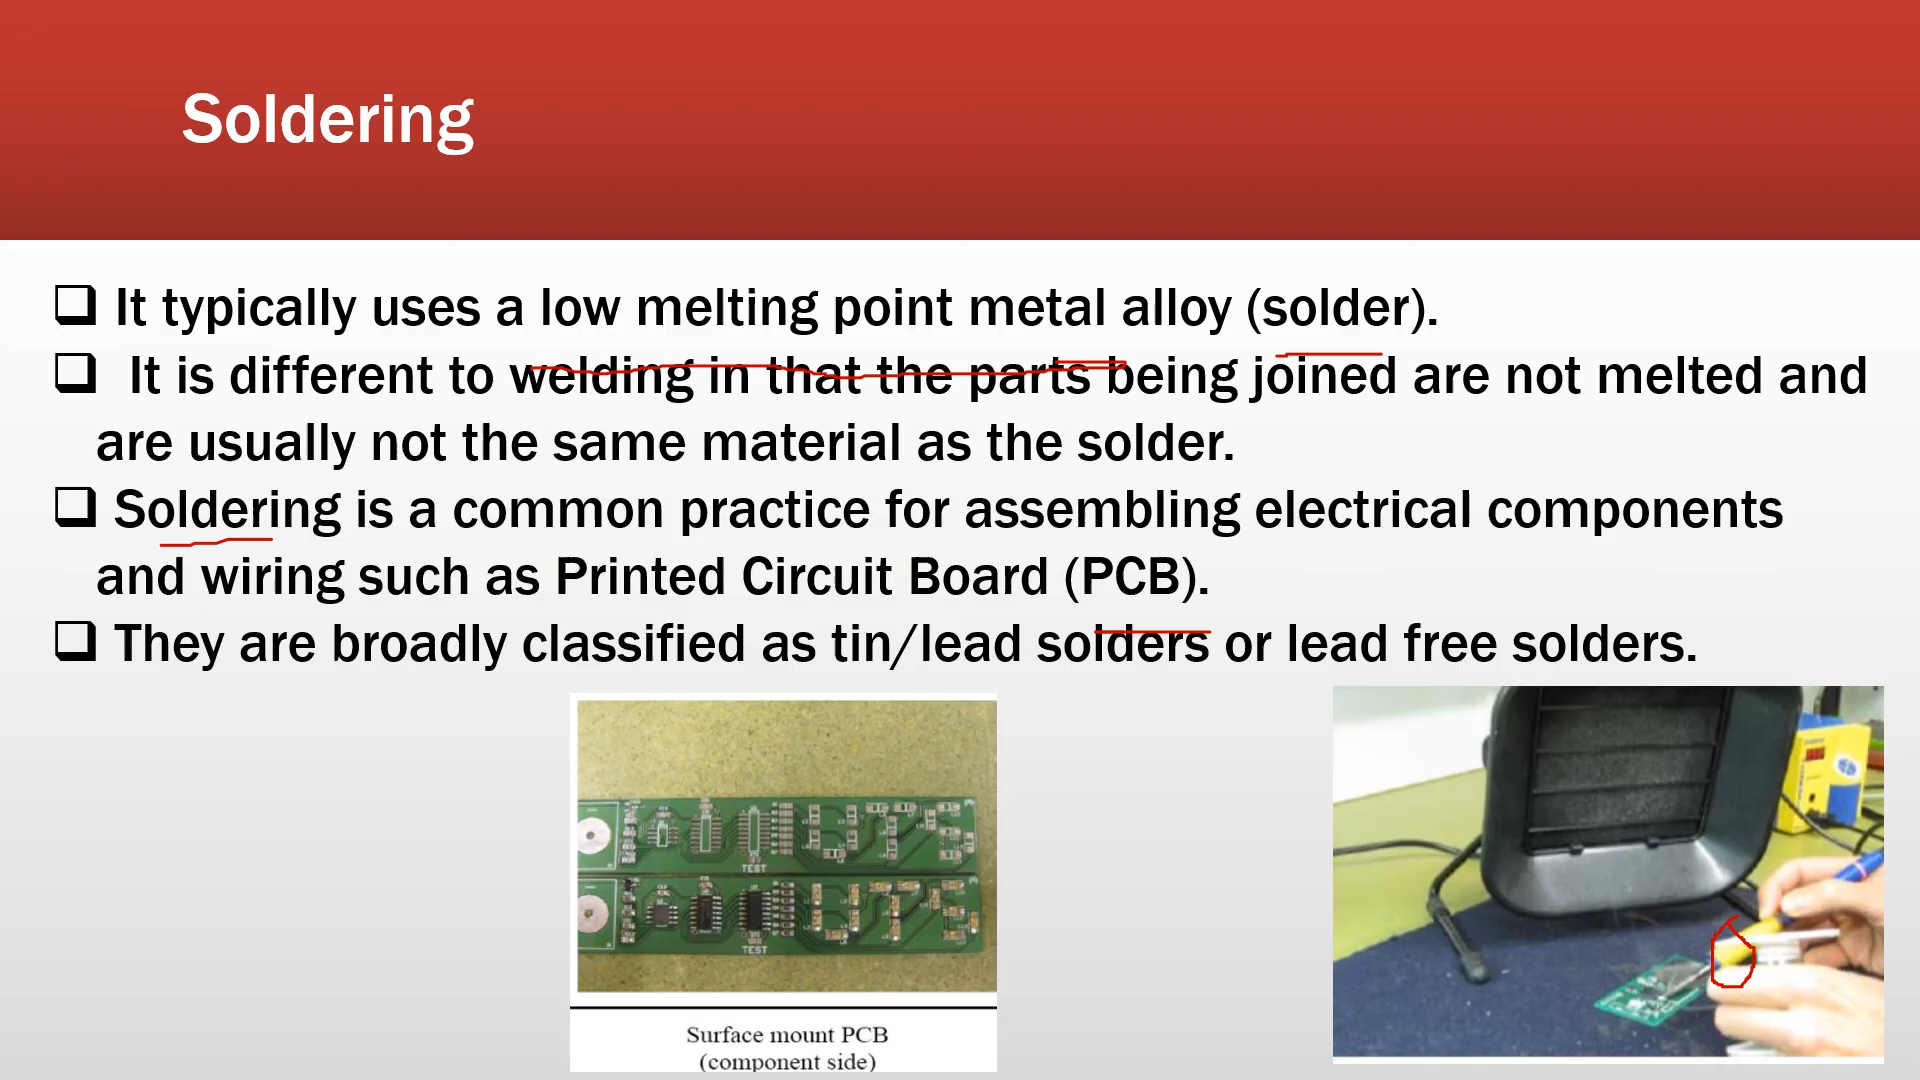 Soldering
❑ It typically uses a low melting point metal alloy (solder).
❑ It is different to welding in that the parts being joined are not melted and
are usually not the same material as the solder.
❑ Soldering is a common practice for assembling electrical components
and wiring such as Printed Circuit Board (PCB).
❑ They are broadly classified as tin/lead solders or lead free solders.
TEST
TEST
Surface mount PCB
(component side)